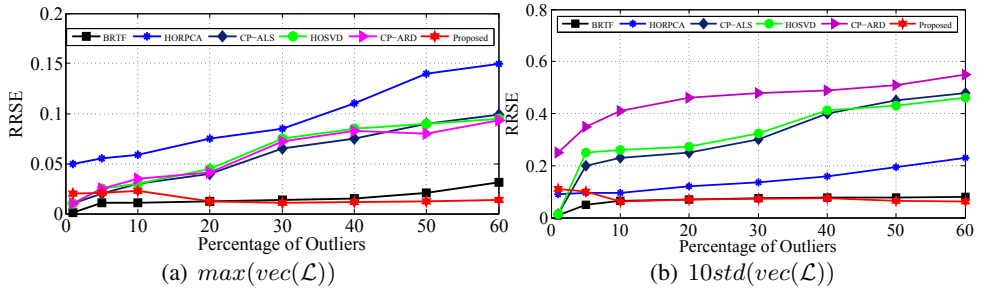 BRTF HORPCA CP-ALS HOSVD CP-ARD Proposed
0.15
0.1
0.05
0
RRSE
10 20 30 40 50 60
Percentage of Outliers
(a) max(vec(𝓛))
BRTF HORPCA CP-ALS HOSVD CP-ARD Proposed
0.8
0.6
0.4
0.2
0
RRSE
0 10 20 30 40 50 60
Percentage of Outliers
(b) 10std(vec(𝓛))